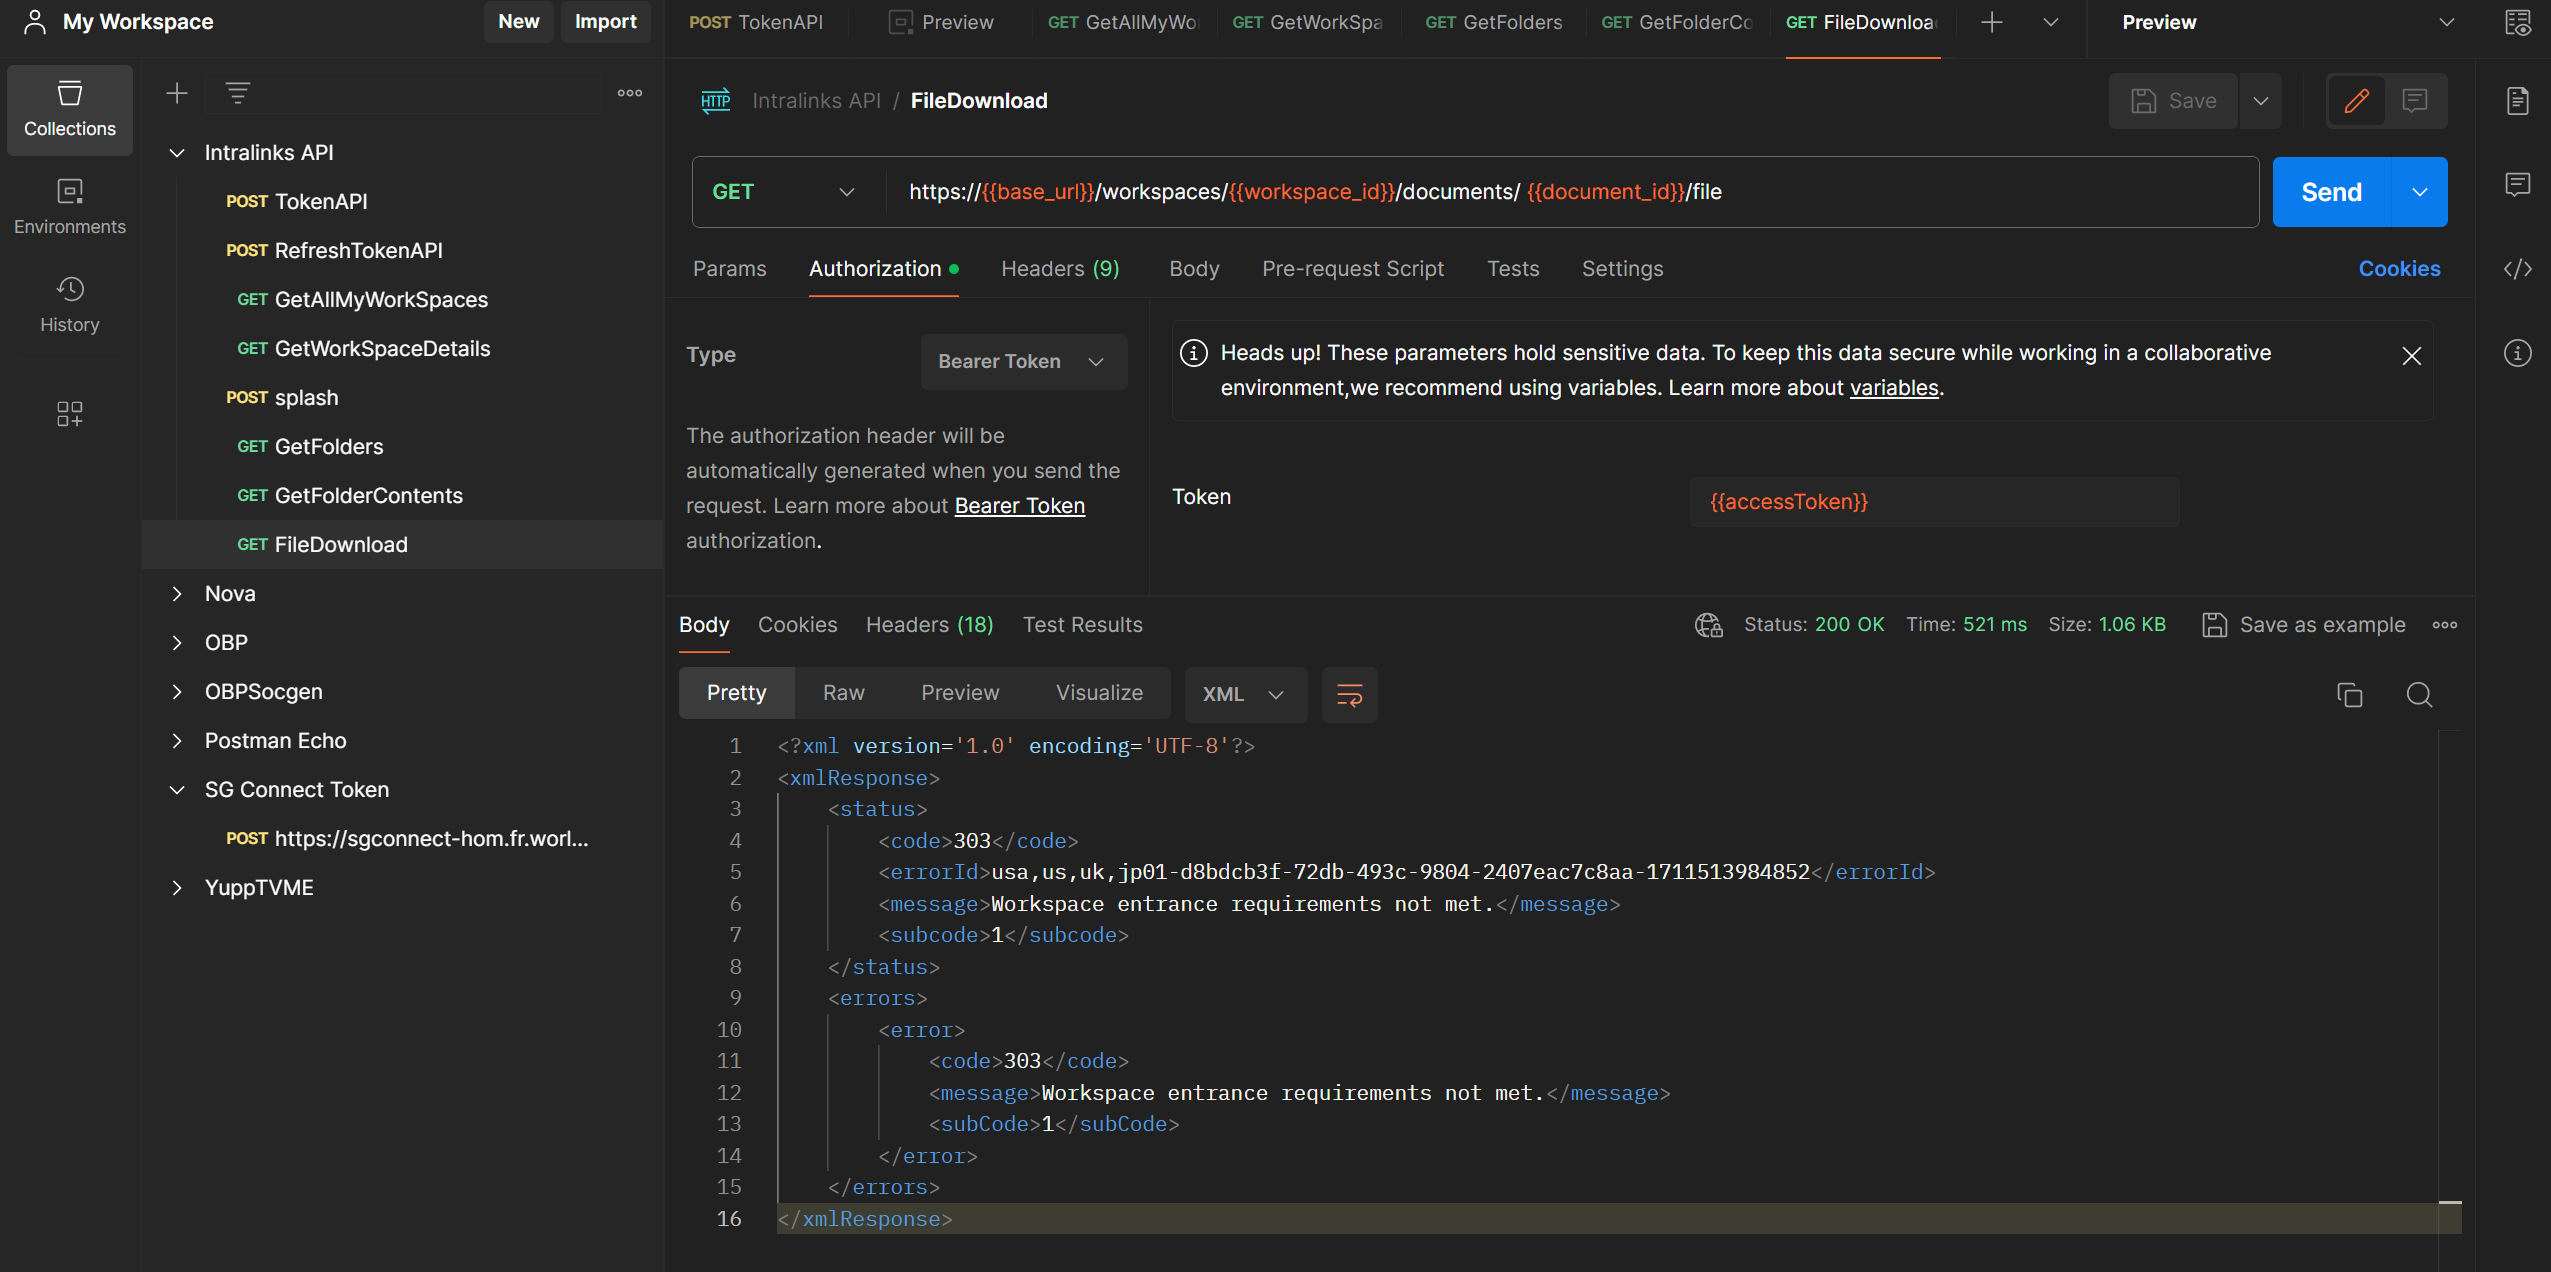 My Workspace
New
Import
POST TokenAPI
Preview
GET GetAllMyWo
GET GetWorkSpa
GET GetFolders
GET GetFolderCo
GET FileDownloa
Preview
Collections
Environments
History
Intralinks API
POST TokenAPI
POST RefreshTokenAPI
GET GetAllMyWorkSpaces
GET GetWorkSpaceDetails
POST splash
GET GetFolders
GET GetFolderContents
GET FileDownload
Nova
OBP
OBPSocgen
Postman Echo
SG Connect Token
POST https://sgconnect-hom.fr.worl...
YuppTVME
HTTP
Intralinks API / FileDownload
Save
GET
https://{{base_url}}/workspaces/{{workspace_id}}/documents/ {{document_id}}/file
Send
Params
Authorization
Headers (9)
Body
Pre-request Script
Tests
Settings
Cookies
Type
Bearer Token
The authorization header will be
automatically generated when you send the
request. Learn more about Bearer Token
authorization.
Heads up! These parameters hold sensitive data. To keep this data secure while working in a collaborative
environment,we recommend using variables. Learn more about variables.
Token
{{accessToken}}
Body
Cookies
Headers (18)
Test Results
Status: 200 OK
Time: 521 ms
Size: 1.06 KB
Save as example
Pretty
Raw
Preview
Visualize
XML
1 <?xml version='1.0' encoding='UTF-8'?>
2 <xmlResponse>
3 <status>
4 <code>303</code>
5 <errorId>usa,us,uk,jp01-d8bdcb3f-72db-493c-9804-2407eac7c8aa-1711513984852</errorId>
6 <message>Workspace entrance requirements not met.</message>
7 <subcode>1</subcode>
8 </status>
9 <errors>
10 <error>
11 <code>303</code>
12 <message>Workspace entrance requirements not met.</message>
13 <subCode>1</subCode>
14 </error>
15 </errors>
16 </xmlResponse>